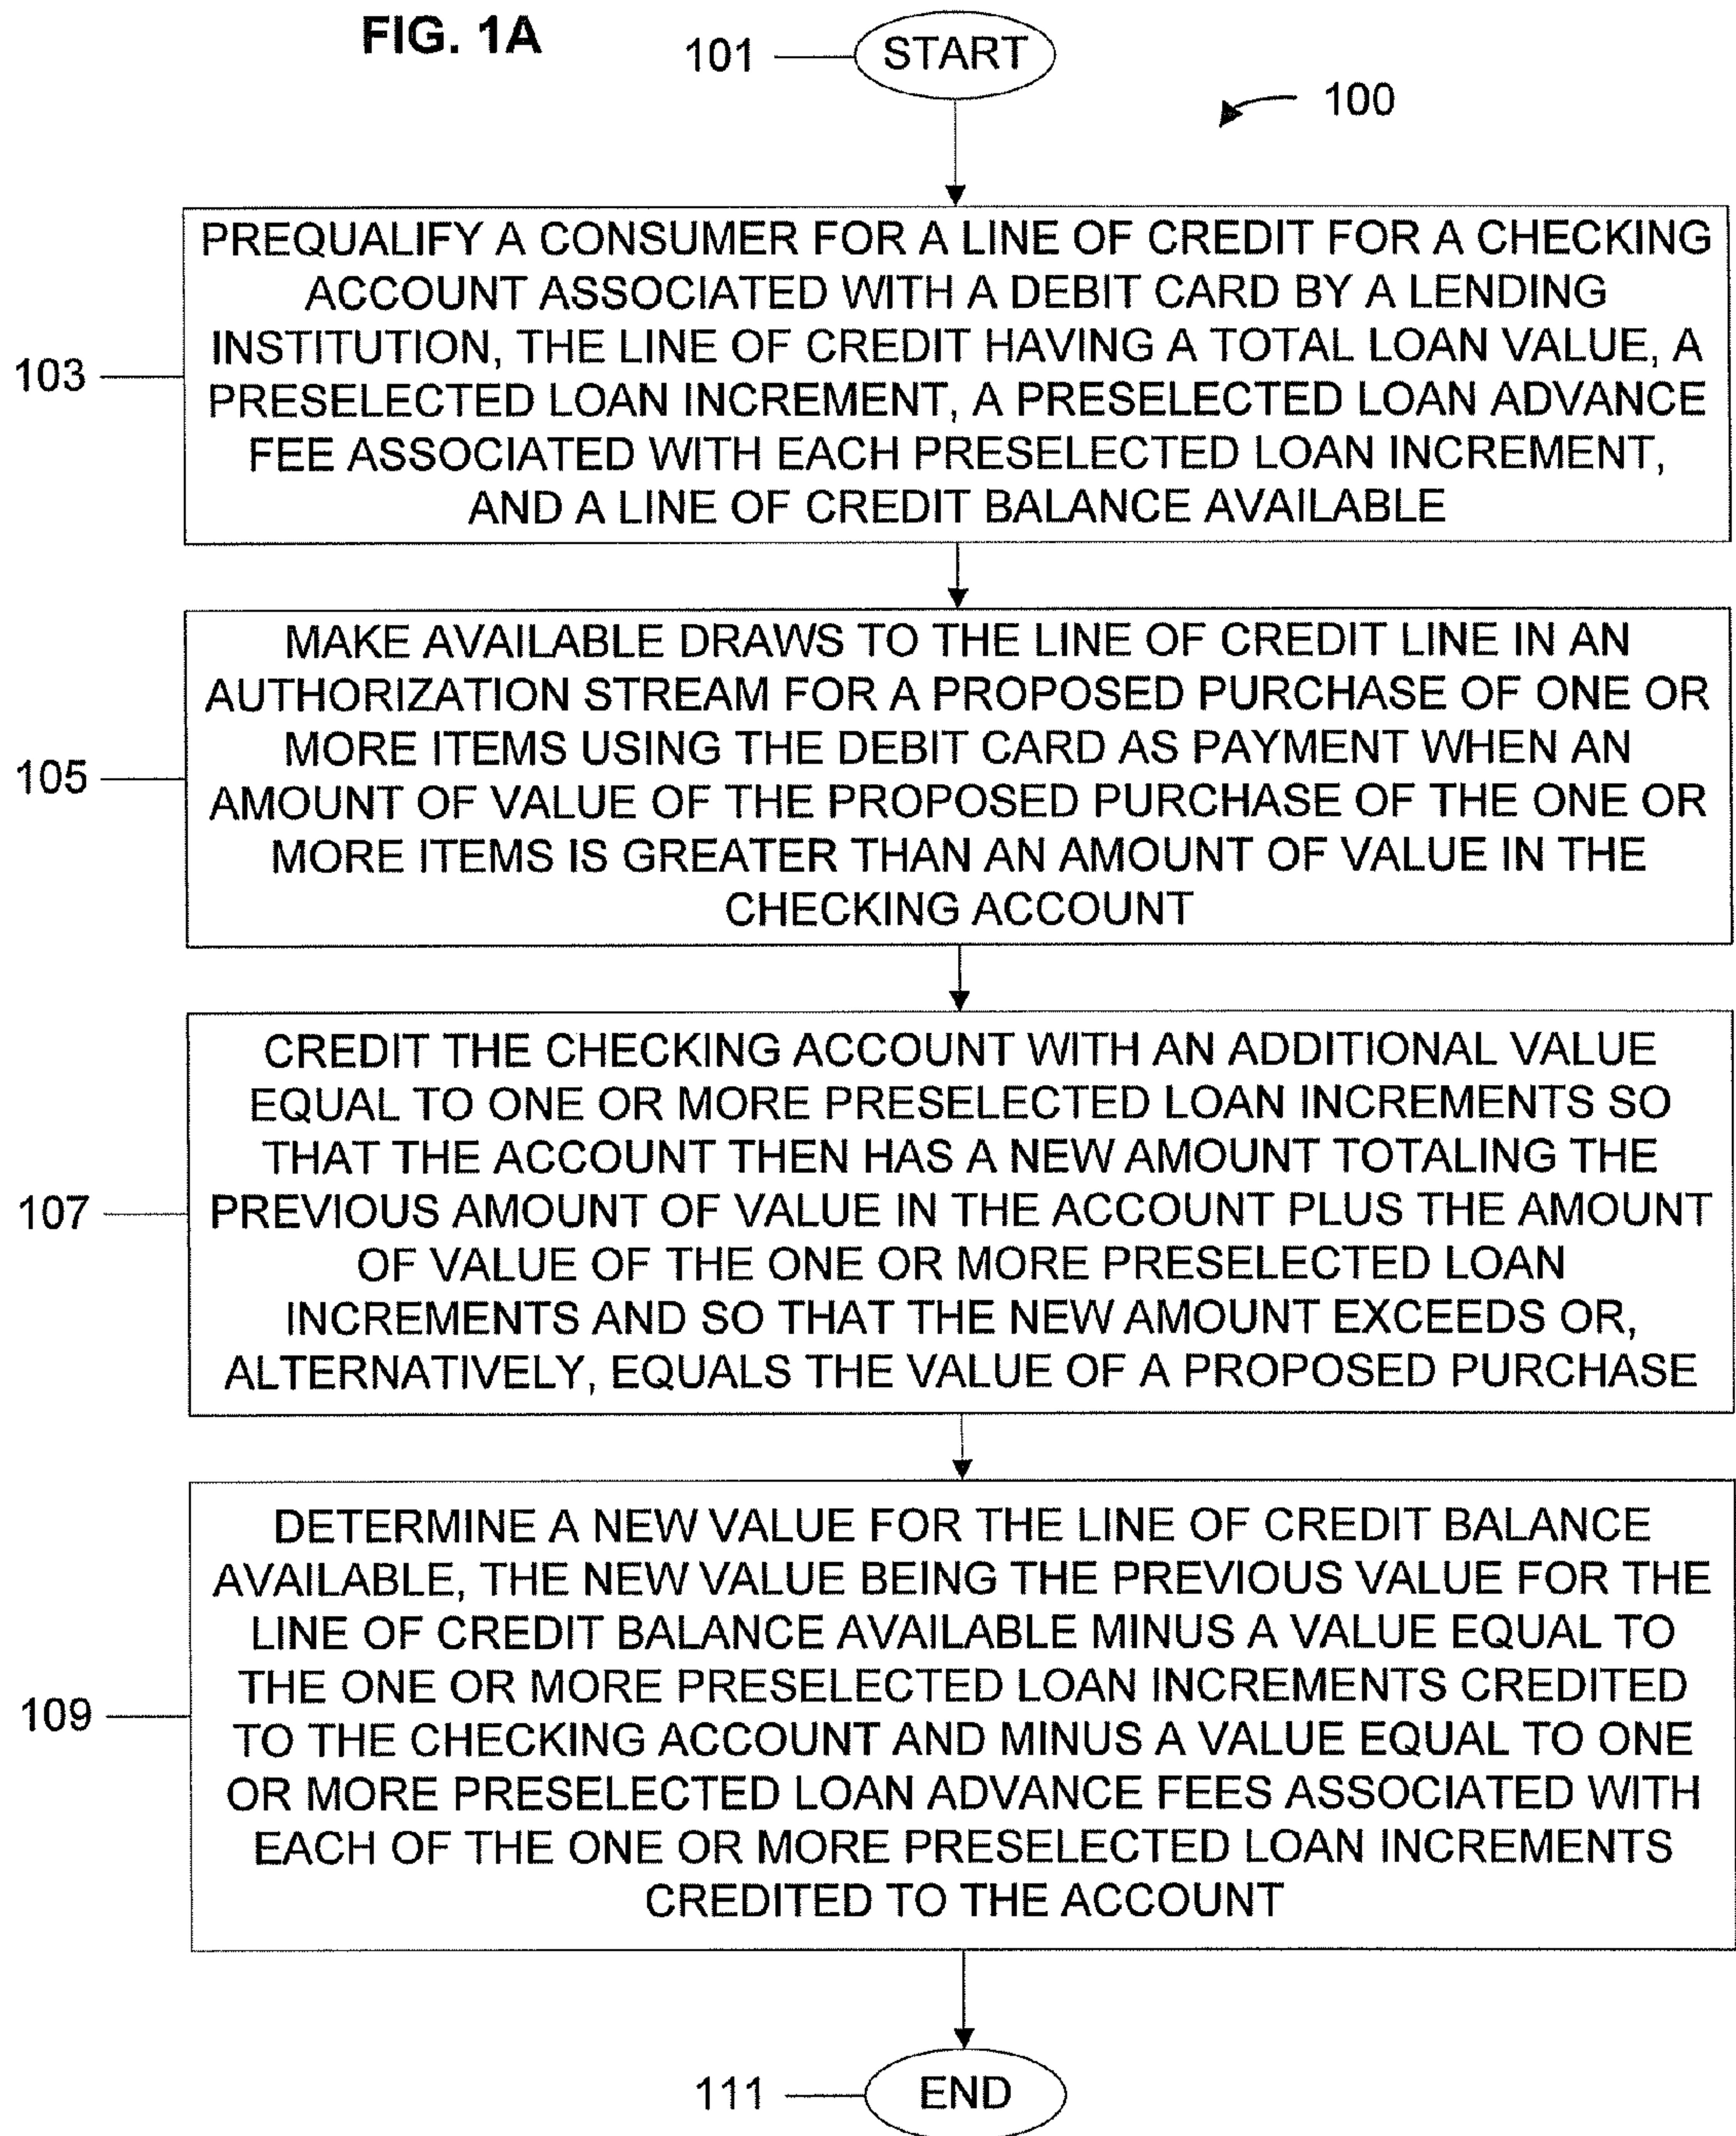 FIG. 1A
101
START
100
103
PREQUALIFY A CONSUMER FOR A LINE OF CREDIT FOR A CHECKING
ACCOUNT ASSOCIATED WITH A DEBIT CARD BY A LENDING
INSTITUTION, THE LINE OF CREDIT HAVING A TOTAL LOAN VALUE, A
PRESELECTED LOAN INCREMENT, A PRESELECTED LOAN ADVANCE
FEE ASSOCIATED WITH EACH PRESELECTED LOAN INCREMENT,
AND A LINE OF CREDIT BALANCE AVAILABLE
105
MAKE AVAILABLE DRAWS TO THE LINE OF CREDIT LINE IN AN
AUTHORIZATION STREAM FOR A PROPOSED PURCHASE OF ONE OR
MORE ITEMS USING THE DEBIT CARD AS PAYMENT WHEN AN
AMOUNT OF VALUE OF THE PROPOSED PURCHASE OF THE ONE OR
MORE ITEMS IS GREATER THAN AN AMOUNT OF VALUE IN THE
CHECKING ACCOUNT
107
CREDIT THE CHECKING ACCOUNT WITH AN ADDITIONAL VALUE
EQUAL TO ONE OR MORE PRESELECTED LOAN INCREMENTS SO
THAT THE ACCOUNT THEN HAS A NEW AMOUNT TOTALING THE
PREVIOUS AMOUNT OF VALUE IN THE ACCOUNT PLUS THE AMOUNT
OF VALUE OF THE ONE OR MORE PRESELECTED LOAN
INCREMENTS AND SO THAT THE NEW AMOUNT EXCEEDS OR,
ALTERNATIVELY, EQUALS THE VALUE OF A PROPOSED PURCHASE
109
DETERMINE A NEW VALUE FOR THE LINE OF CREDIT BALANCE
AVAILABLE, THE NEW VALUE BEING THE PREVIOUS VALUE FOR THE
LINE OF CREDIT BALANCE AVAILABLE MINUS A VALUE EQUAL TO
THE ONE OR MORE PRESELECTED LOAN INCREMENTS CREDITED
TO THE CHECKING ACCOUNT AND MINUS A VALUE EQUAL TO ONE
OR MORE PRESELECTED LOAN ADVANCE FEES ASSOCIATED WITH
EACH OF THE ONE OR MORE PRESELECTED LOAN INCREMENTS
CREDITED TO THE ACCOUNT
111
END